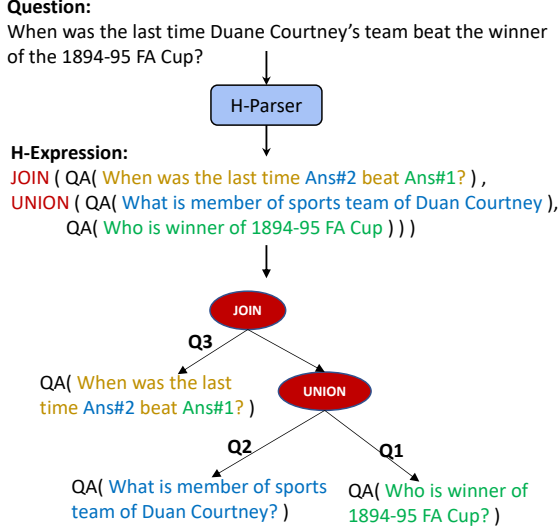 Question:
When was the last time Duane Courtney's team beat the winner
of the 1894-95 FA Cup?
H-Parser
H-Expression:
JOIN ( QA( When was the last time Ans#2 beat Ans#1? ) ,
UNION ( QA( What is member of sports team of Duan Courtney ),
QA( Who is winner of 1894-95 FA Cup ) ) )
JOIN
Q3
QA( When was the last
time Ans#2 beat Ans#1? )
UNION
Q2
Q1
QA( What is member of sports
team of Duan Courtney? )
QA( Who is winner of
1894-95 FA Cup? )